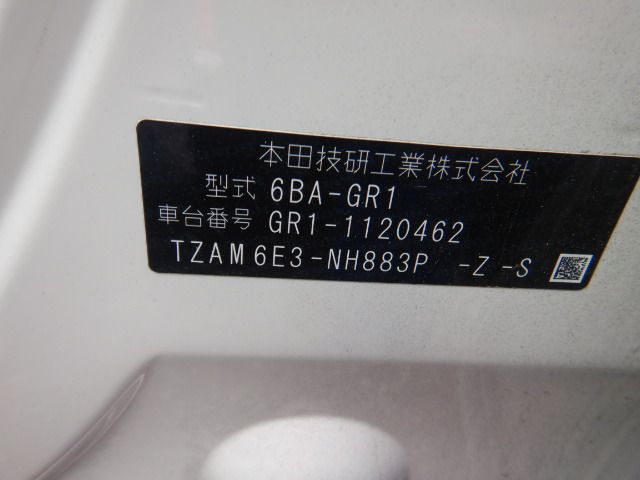 本田技研工業株式会社
型式 6BA-GR1
車台番号 GR1-1120462
TZAM6E3-NH883P -Z -S